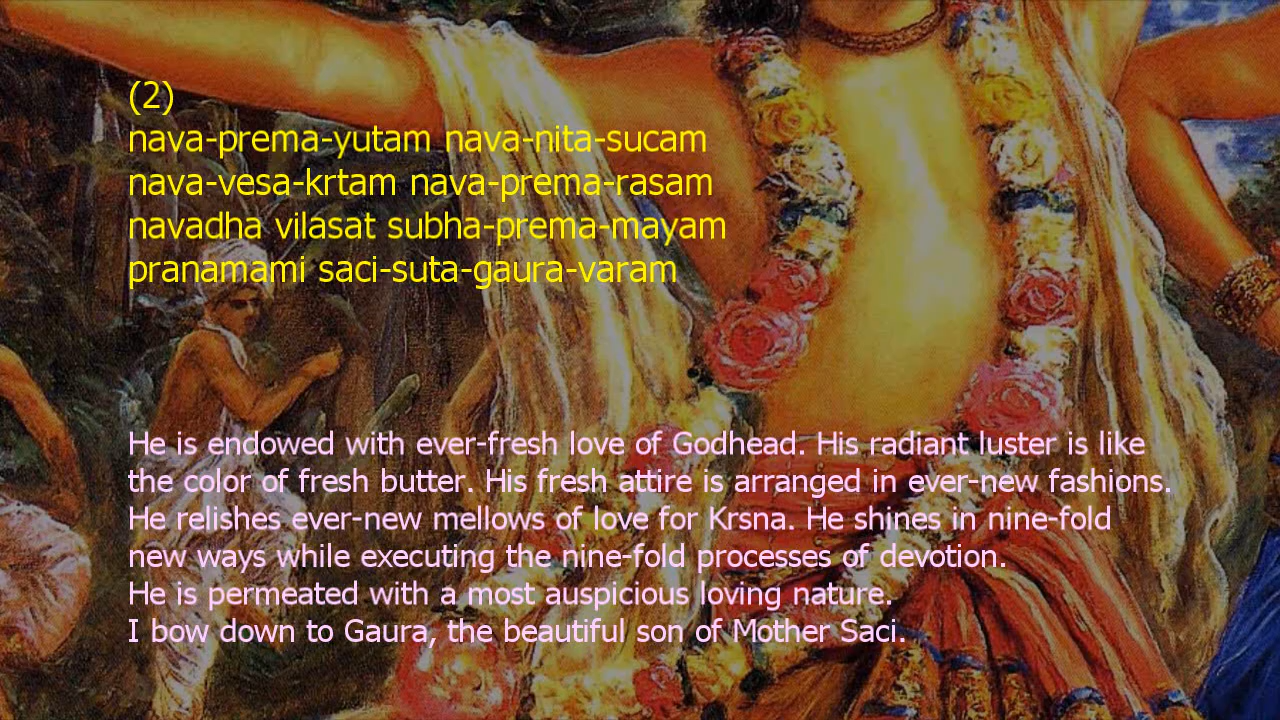 (2)
nava-prema-yutam nava-nita-sucam
nava-vesa-krtam nava-prema-rasam
navadha vilasat subha-prema-mayam
pranamami saci-suta-gaura-varam
He is endowed with ever-fresh love of Godhead. His radiant luster is like
the color of fresh butter. His fresh attire is arranged in ever-new fashions.
He relishes ever-new mellows of love for Krsna. He shines in nine-fold
new ways while executing the nine-fold processes of devotion.
He is permeated with a most auspicious loving nature.
I bow down to Gaura, the beautiful son of Mother Saci.